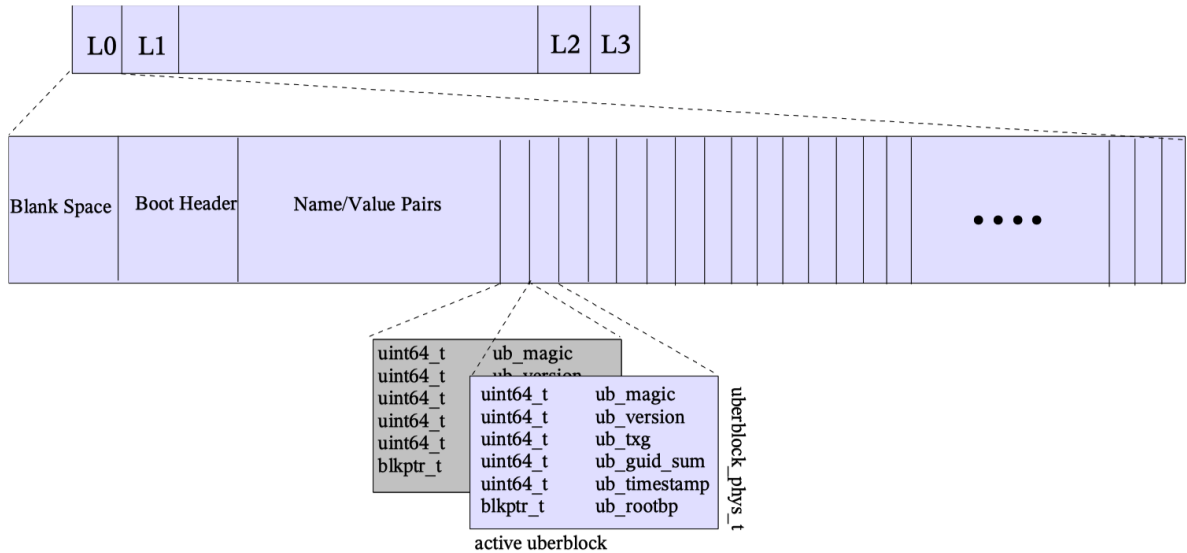 L0 L1 L2 L3
Blank Space Boot Header Name/Value Pairs
uint64_t ub_magic
uint64_t ub_version
uint64_t
uint64_t
uint64_t
blkptr_t
uint64_t ub_magic
uint64_t ub_version
uint64_t ub_txg
uint64_t ub_guid_sum
uint64_t ub_timestamp
blkptr_t ub_rootbp
uberblock_phys_t
active uberblock